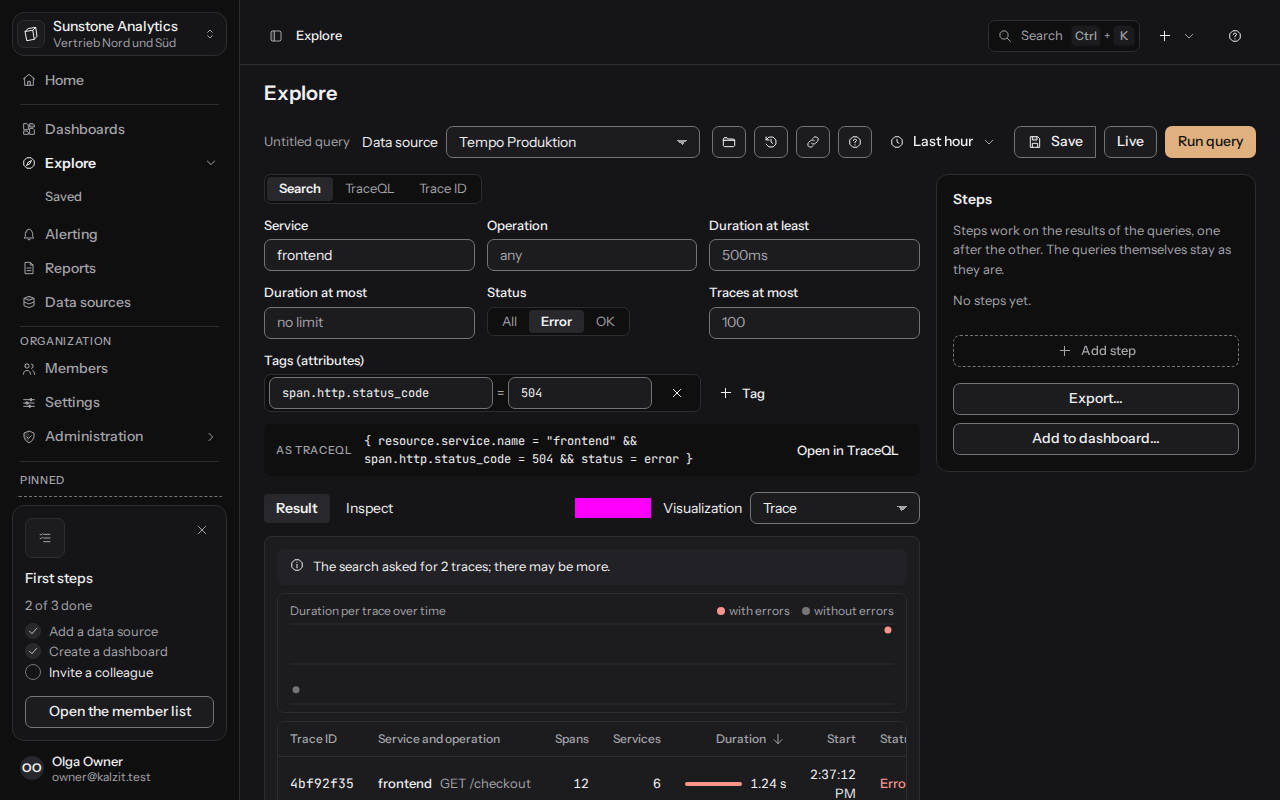 Sunstone Analytics
Vertrieb Nord und Süd
Home
Dashboards
Explore
Saved
Alerting
Reports
Data sources
ORGANIZATION
Members
Settings
Administration
PINNED
First steps
2 of 3 done
Add a data source
Create a dashboard
Invite a colleague
Open the member list
OO
Olga Owner
owner@kalzit.test
Explore
Search Ctrl + K
Explore
Untitled query Data source Tempo Produktion Last hour Save Live Run query
Search TraceQL Trace ID
Service Operation Duration at least
frontend any 500ms
Duration at most Status Traces at most
no limit All Error OK 100
Tags (attributes)
span.http.status_code = 504 Tag
AS TRACEQL
{ resource.service.name = "frontend" &&
span.http.status_code = 504 && status = error }
Open in TraceQL
Result Inspect Visualization Trace
The search asked for 2 traces; there may be more.
Duration per trace over time with errors without errors
Trace ID Service and operation Spans Services Duration Start
4bf92f35 frontend GET /checkout 12 6 1.24 s 2:37:12
PM
Steps
Steps work on the results of the queries, one
after the other. The queries themselves stay as
they are.
No steps yet.
Add step
Export...
Add to dashboard...